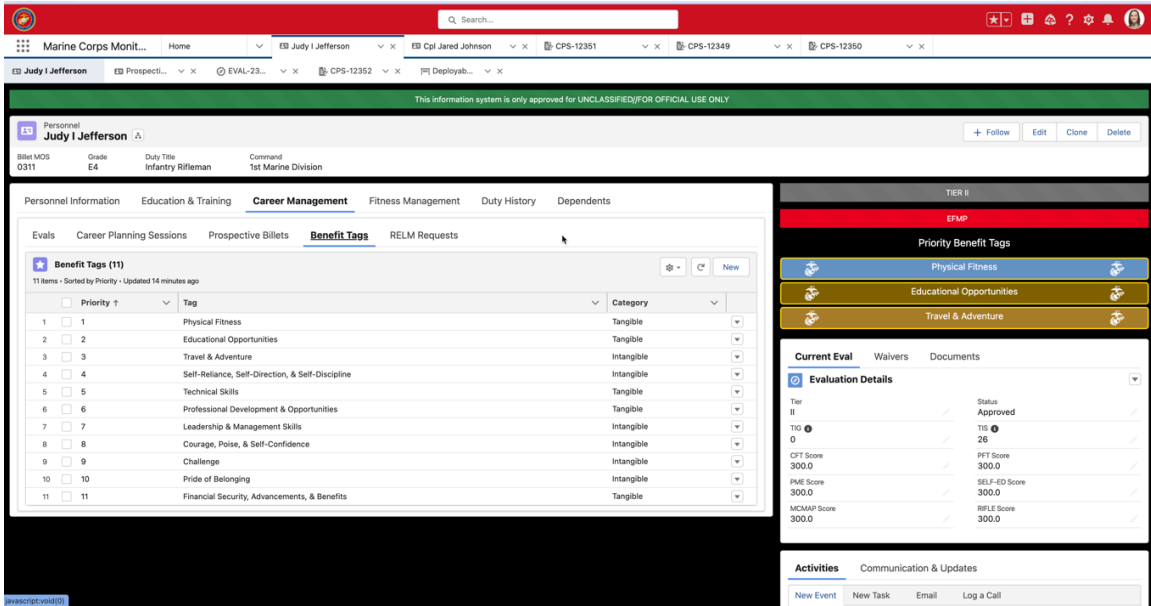 Search...
Marine Corps Monit...
Home
Judy I Jefferson
Cpl Jared Johnson
CPS-12351
CPS-12349
CPS-12350
Judy I Jefferson
Prospecti...
EVAL-23...
CPS-12352
Deployab...
This information system is only approved for UNCLASSIFIED//FOR OFFICIAL USE ONLY
Personnel
Judy I Jefferson
+ Follow Edit Clone Delete
Billet MOS Grade Duty Title Command
0311 E4 Infantry Rifleman 1st Marine Division
Personnel Information Education & Training Career Management Fitness Management Duty History Dependents
Evals Career Planning Sessions Prospective Billets Benefit Tags RELM Requests
Benefit Tags (11)
11 items • Sorted by Priority • Updated 14 minutes ago
New
Priority ↑ Tag Category
1 1 Physical Fitness Tangible
2 2 Educational Opportunities Tangible
3 3 Travel & Adventure Intangible
4 4 Self-Reliance, Self-Direction, & Self-Discipline Intangible
5 5 Technical Skills Tangible
6 6 Professional Development & Opportunities Tangible
7 7 Leadership & Management Skills Intangible
8 8 Courage, Poise, & Self-Confidence Intangible
9 9 Challenge Intangible
10 10 Pride of Belonging Intangible
11 11 Financial Security, Advancements, & Benefits Tangible
TIER II
EFMP
Priority Benefit Tags
Physical Fitness
Educational Opportunities
Travel & Adventure
Current Eval Waivers Documents
Evaluation Details
Tier Status
II Approved
TIG TIS
0 26
CFT Score PFT Score
300.0 300.0
PME Score SELF-ED Score
300.0 300.0
MCMAP Score RIFLE Score
300.0 300.0
Activities Communication & Updates
New Event New Task Email Log a Call
javascript:void(0)